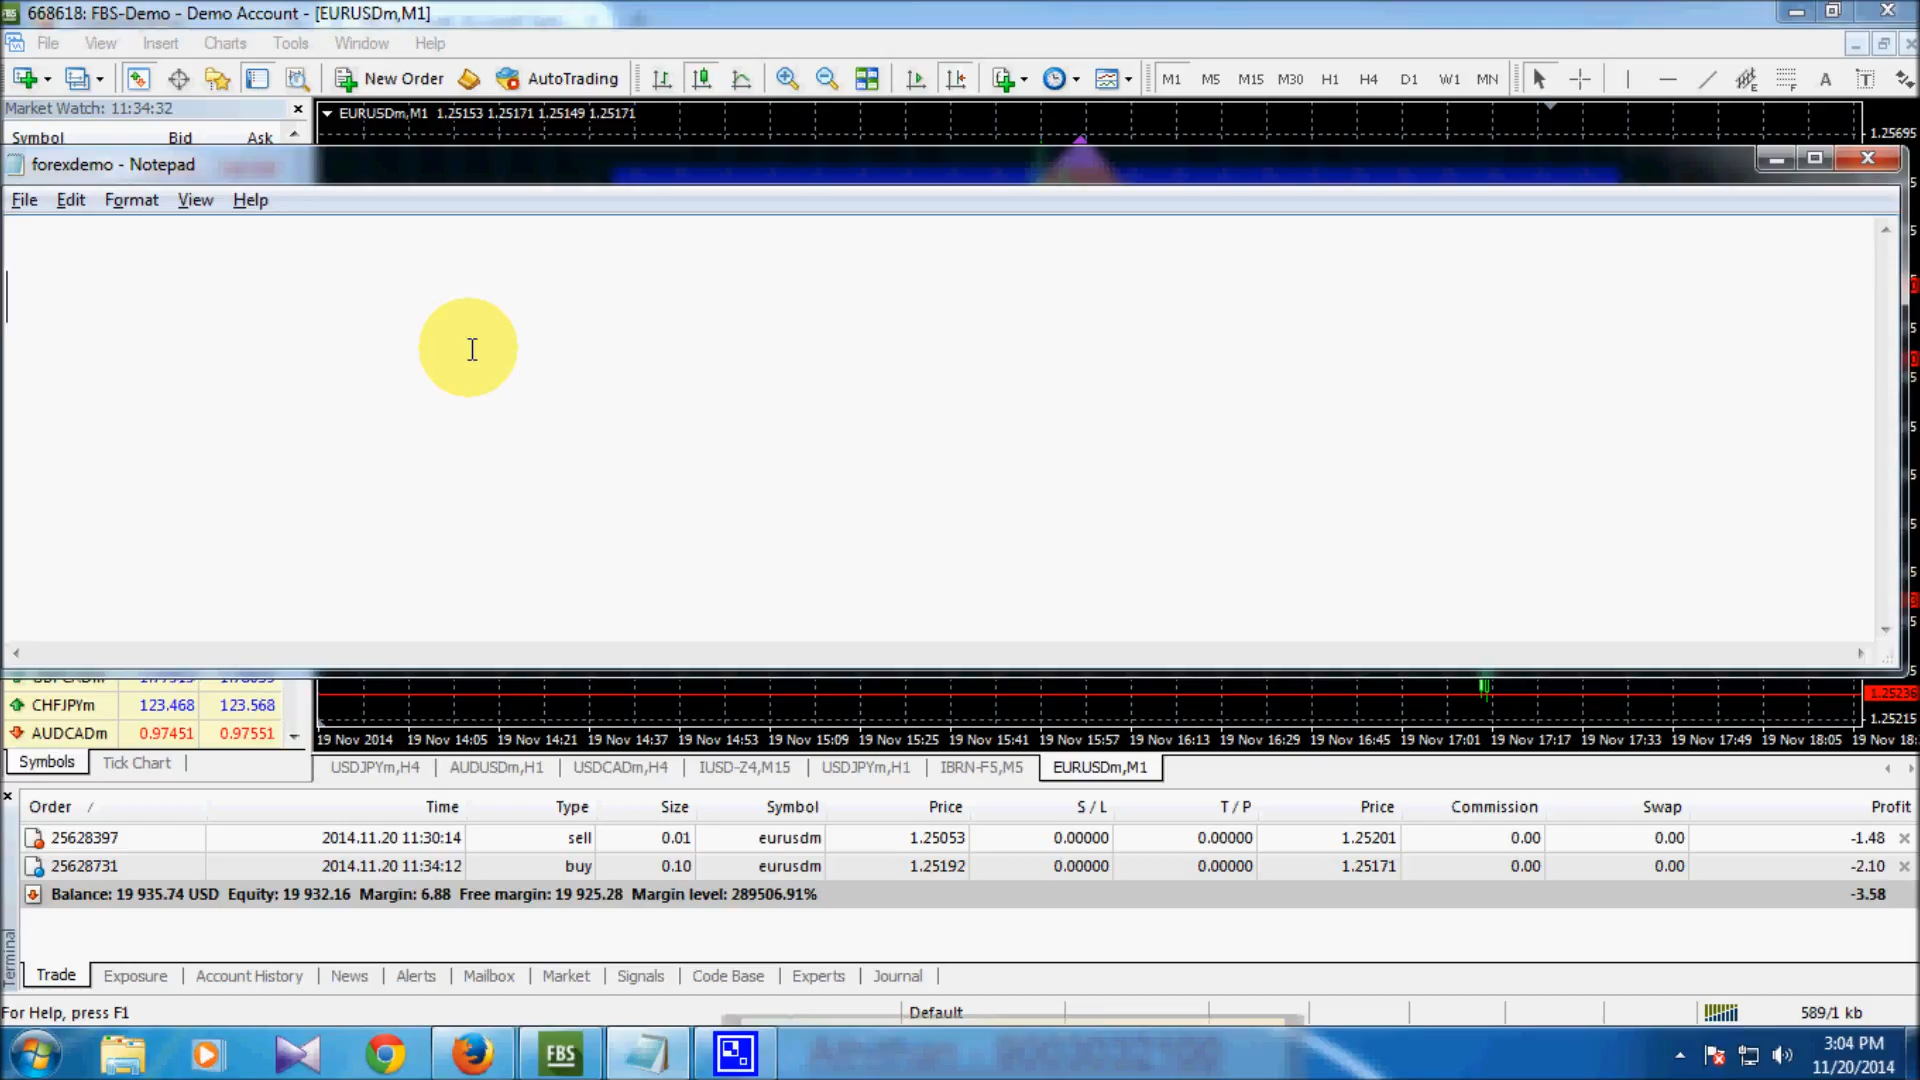 668618: FBS-Demo - Demo Account - [EURUSDm,M1]
File View Insert Charts Tools Window Help
New Order AutoTrading M1 M5 M15 M30 H1 H4 D1 W1 MN A T
Market Watch: 11:34:32
Symbol Bid Ask
EURUSDm,M1 1.25153 1.25171 1.25149 1.25171
1.25695
forexdemo - Notepad
File Edit Format View Help
CHFJPYm 123.468 123.568
AUDCADm 0.97451 0.97551
1.25236
1.25215
19 Nov 2014 19 Nov 14:05 19 Nov 14:21 19 Nov 14:37 19 Nov 14:53 19 Nov 15:09 19 Nov 15:25 19 Nov 15:41 19 Nov 15:57 19 Nov 16:13 19 Nov 16:29 19 Nov 16:45 19 Nov 17:01 19 Nov 17:17 19 Nov 17:33 19 Nov 17:49 19 Nov 18:05 19 Nov 18:
Symbols Tick Chart
USDJPYm,H4 AUDUSDm,H1 USDCADm,H4 IUSD-Z4,M15 USDJPYm,H1 IBRN-F5,M5 EURUSDm,M1
Order / Time Type Size Symbol Price S / L T / P Price Commission Swap Profit
25628397 2014.11.20 11:30:14 sell 0.01 eurusdm 1.25053 0.00000 0.00000 1.25201 0.00 0.00 -1.48
25628731 2014.11.20 11:34:12 buy 0.10 eurusdm 1.25192 0.00000 0.00000 1.25171 0.00 0.00 -2.10
Balance: 19 935.74 USD Equity: 19 932.16 Margin: 6.88 Free margin: 19 925.28 Margin level: 289506.91% -3.58
Terminal
Trade Exposure Account History News Alerts Mailbox Market Signals Code Base Experts Journal
For Help, press F1 Default 589/1 kb
FBS
3:04 PM
11/20/2014